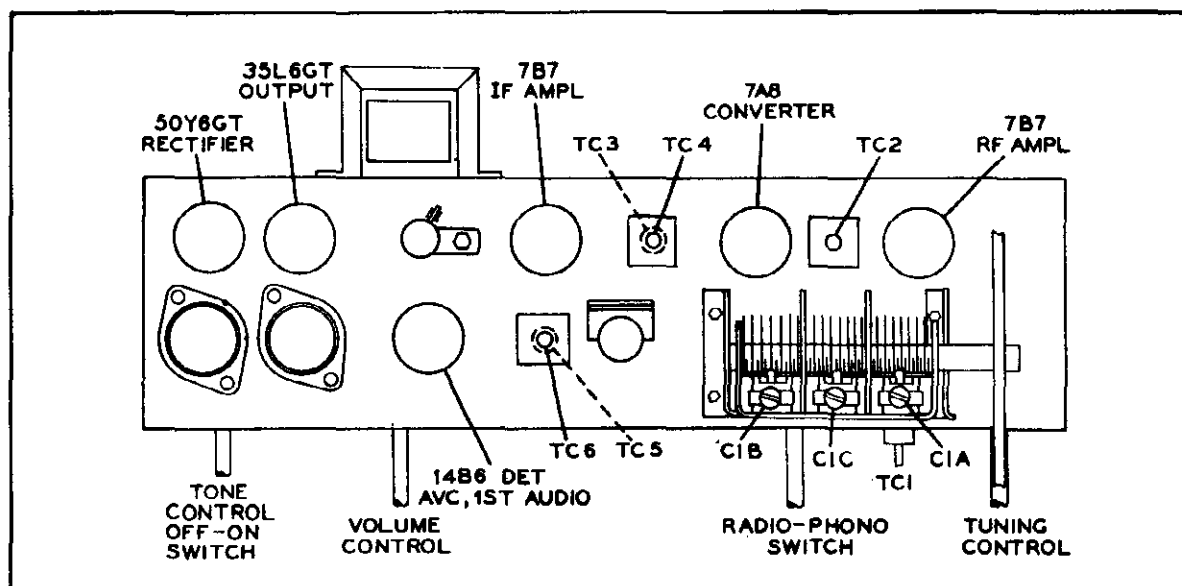 35L6GT
OUTPUT
50Y6GT
RECTIFIER
7B7
IF AMPL
TC3
TC4
7A8
CONVERTER
TC2
7B7
RF AMPL
TC6
TC5
C1B
C1C
TC1
C1A
14B6 DET
AVC, 1ST AUDIO
TONE
CONTROL
OFF-ON
SWITCH
VOLUME
CONTROL
RADIO-PHONO
SWITCH
TUNING
CONTROL